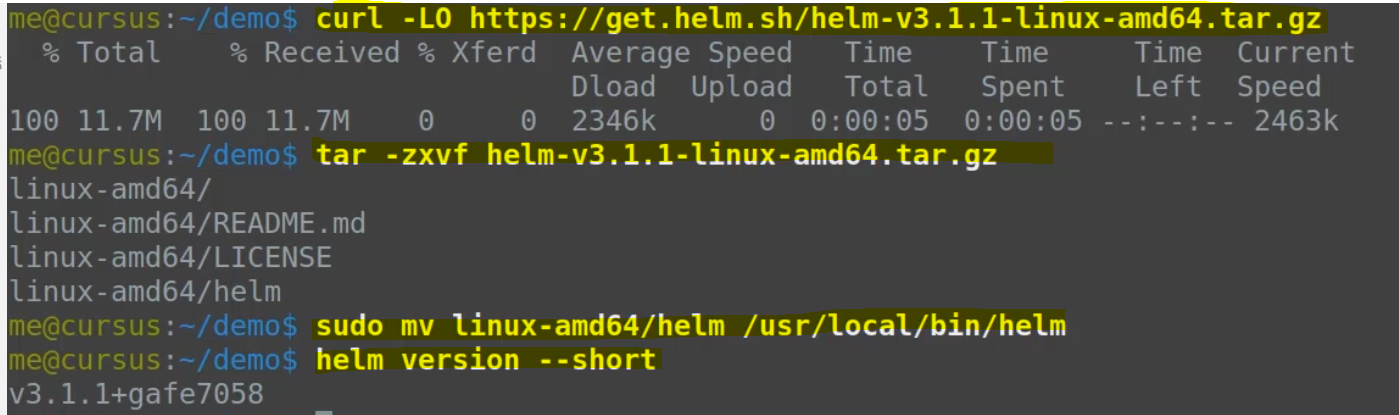 me@cursus:~/demo$ curl -LO https://get.helm.sh/helm-v3.1.1-linux-amd64.tar.gz
  % Total    % Received % Xferd  Average Speed   Time    Time     Time  Current
                                 Dload  Upload   Total   Spent    Left  Speed
100 11.7M  100 11.7M    0     0  2346k      0  0:00:05  0:00:05 --:--:-- 2463k
me@cursus:~/demo$ tar -zxvf helm-v3.1.1-linux-amd64.tar.gz
linux-amd64/
linux-amd64/README.md
linux-amd64/LICENSE
linux-amd64/helm
me@cursus:~/demo$ sudo mv linux-amd64/helm /usr/local/bin/helm
me@cursus:~/demo$ helm version --short
v3.1.1+gafe7058